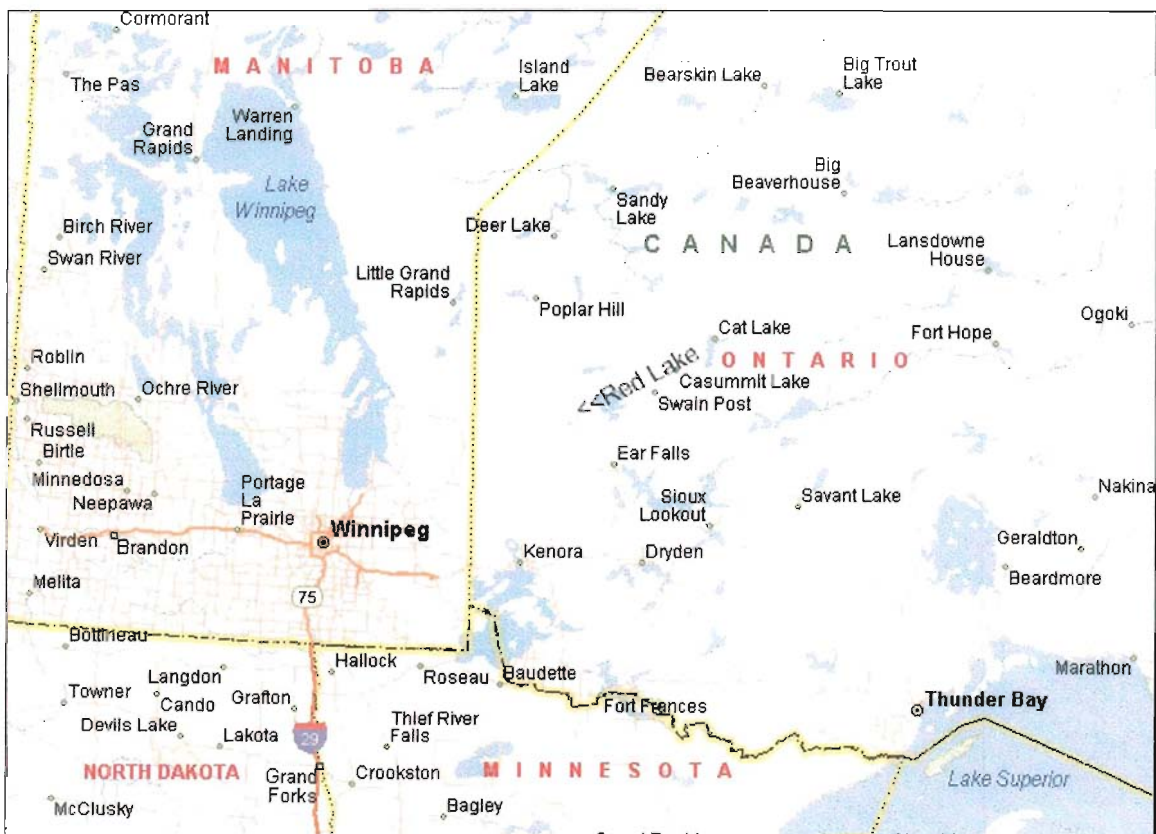 Cormorant
MANITOBA
The Pas
Island
Lake
Bearskin Lake
Big Trout
Lake
Warren
Landing
Grand
Rapids
Lake
Winnipeg
Big
Beaverhouse
Sandy
Lake
Birch River
Deer Lake
CANADA
Lansdowne
House
Swan River
Little Grand
Rapids
Poplar Hill
Ogoki
Cat Lake
Fort Hope
Roblin
ONTARIO
<<Red Lake
Casummit Lake
Shellmouth
Ochre River
Swain Post
Russell
Birtle
Ear Falls
Minnedosa
Neepawa
Portage
La
Prairie
Sioux
Lookout
Savant Lake
Nakina
Winnipeg
Virden
Brandon
Kenora
Dryden
Geraldton
Beardmore
Melita
75
Bottineau
Hallock
Marathon
Langdon
Roseau
Baudette
Towner
Cando
Grafton
Fort Frances
Thunder Bay
Devils Lake
Lakota
29
Thief River
Falls
NORTH DAKOTA
Grand
Forks
Crookston
MINNESOTA
Lake Superior
McClusky
Bagley